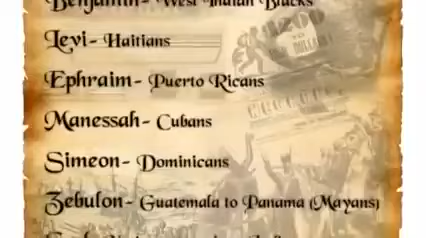 Benjamin- West Indian Blacks
Levi- Haitians
Ephraim- Puerto Ricans
Manessah- Cubans
Simeon- Dominicans
Zebulon- Guatemala to Panama (Mayans)